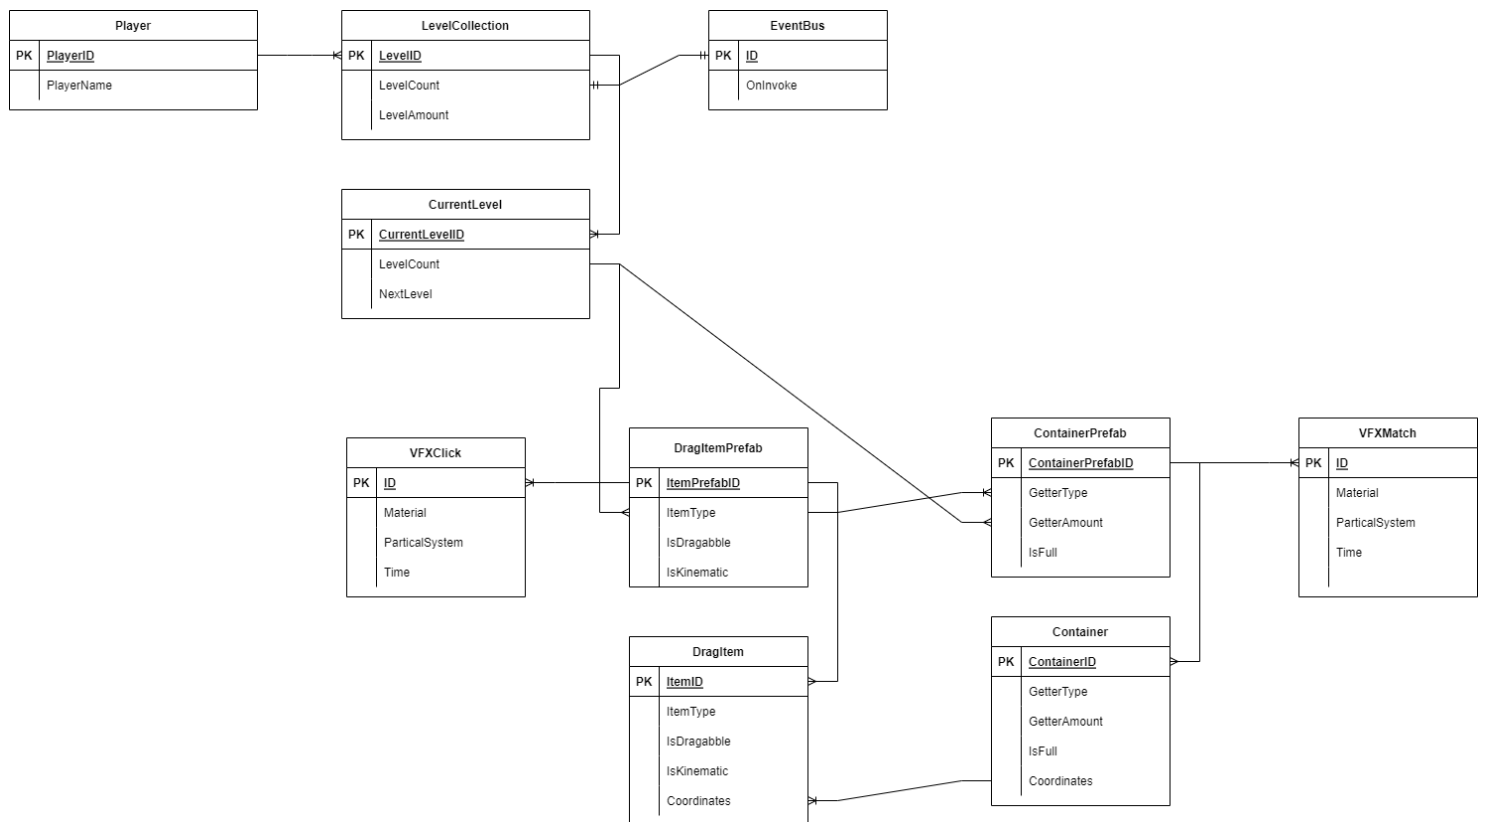 Player
PK PlayerID
PlayerName
LevelCollection
PK LevelID
LevelCount
LevelAmount
EventBus
PK ID
OnInvoke
CurrentLevel
PK CurrentLevelID
LevelCount
NextLevel
VFXClick
PK ID
Material
ParticalSystem
Time
DragItemPrefab
PK ItemPrefabID
ItemType
IsDragabble
IsKinematic
ContainerPrefab
PK ContainerPrefabID
GetterType
GetterAmount
IsFull
VFXMatch
PK ID
Material
ParticalSystem
Time
DragItem
PK ItemID
ItemType
IsDragabble
IsKinematic
Coordinates
Container
PK ContainerID
GetterType
GetterAmount
IsFull
Coordinates